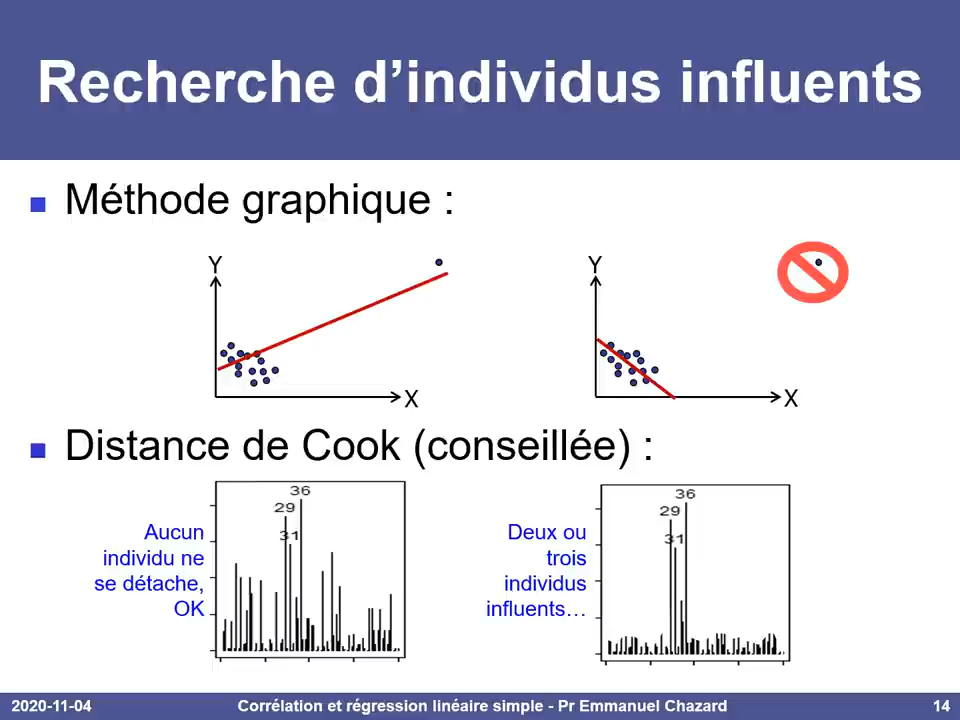 Recherche d’individus influents
Méthode graphique :
Y
X
Y
X
Distance de Cook (conseillée) :
Aucun
individu ne
se détache,
OK
36
29
31
Deux ou
trois
individus
influents…
36
29
31
2020-11-04
Corrélation et régression linéaire simple - Pr Emmanuel Chazard
14